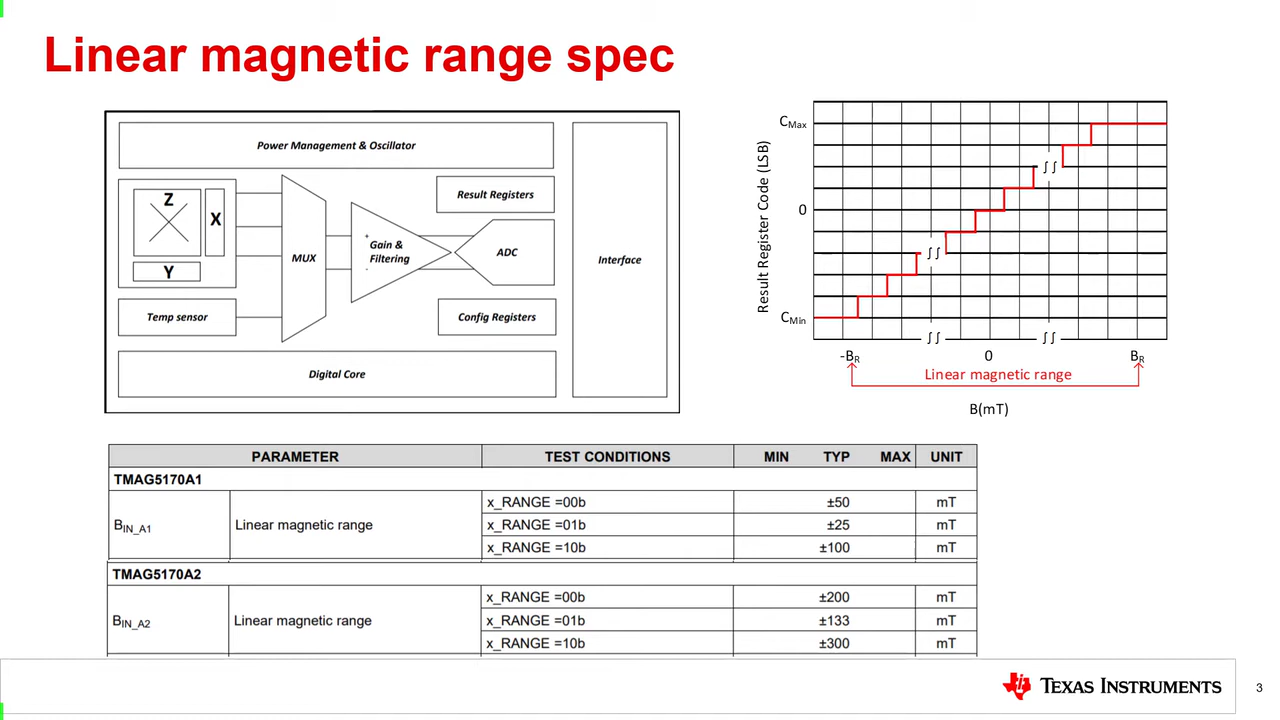 Linear magnetic range spec
Power Management & Oscillator
Z
X
Y
Temp sensor
MUX
+
Gain &
Filtering
-
Result Registers
ADC
Config Registers
Digital Core
Interface
Result Register Code (LSB)
CMax
0
CMin
-BR 0 BR
Linear magnetic range
B(mT)
PARAMETER TEST CONDITIONS MIN TYP MAX UNIT
TMAG5170A1
BIN_A1 Linear magnetic range
x_RANGE =00b ±50 mT
x_RANGE =01b ±25 mT
x_RANGE =10b ±100 mT
TMAG5170A2
BIN_A2 Linear magnetic range
x_RANGE =00b ±200 mT
x_RANGE =01b ±133 mT
x_RANGE =10b ±300 mT
TEXAS INSTRUMENTS
3